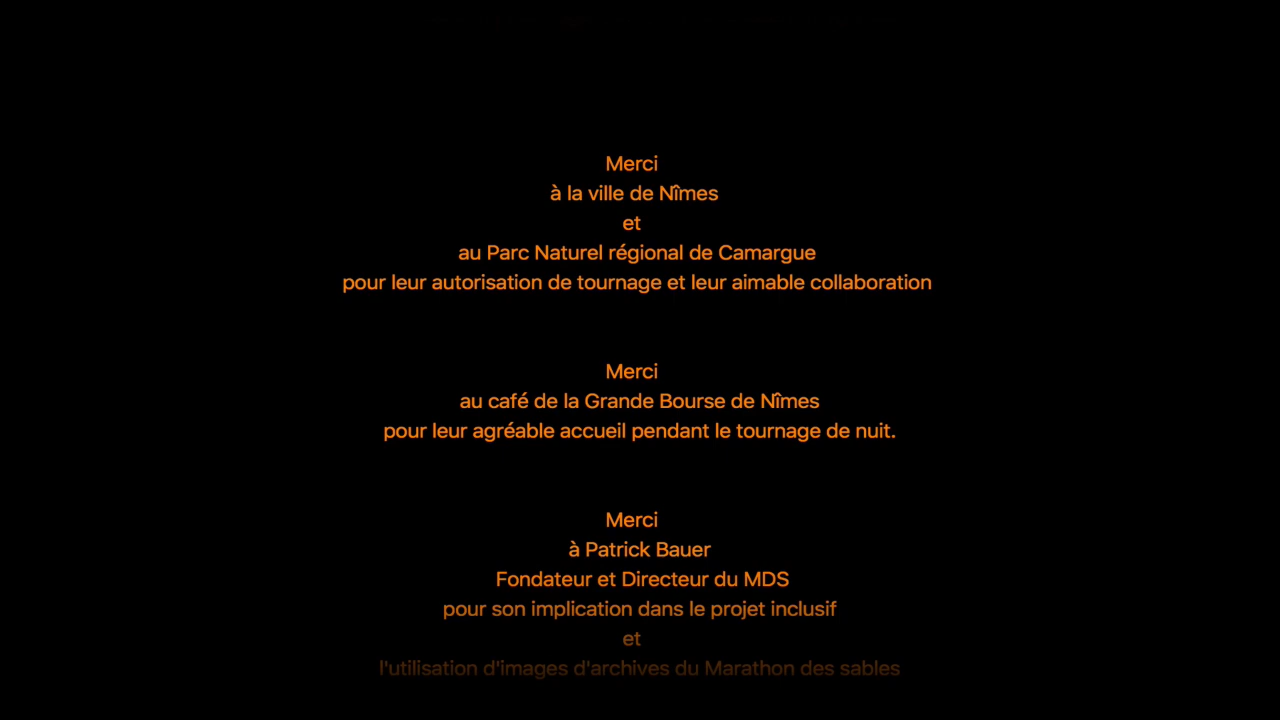 Merci
à la ville de Nîmes
et
au Parc Naturel régional de Camargue
pour leur autorisation de tournage et leur aimable collaboration
Merci
au café de la Grande Bourse de Nîmes
pour leur agréable accueil pendant le tournage de nuit.
Merci
à Patrick Bauer
Fondateur et Directeur du MDS
pour son implication dans le projet inclusif
et
l'utilisation d'images d'archives du Marathon des sables